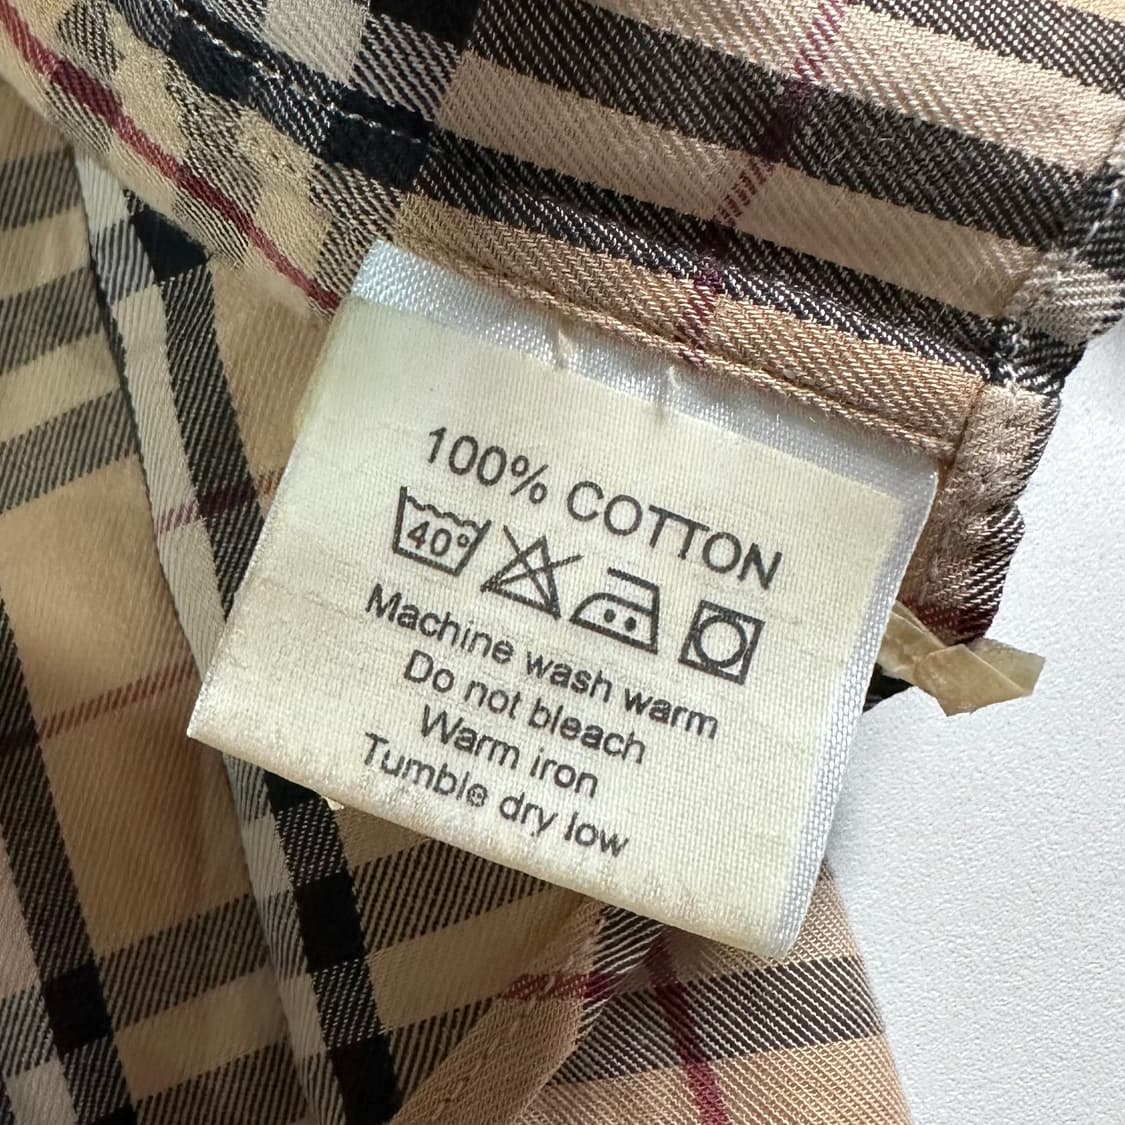 100% COTTON
40°
Machine wash warm
Do not bleach
Warm iron
Tumble dry low